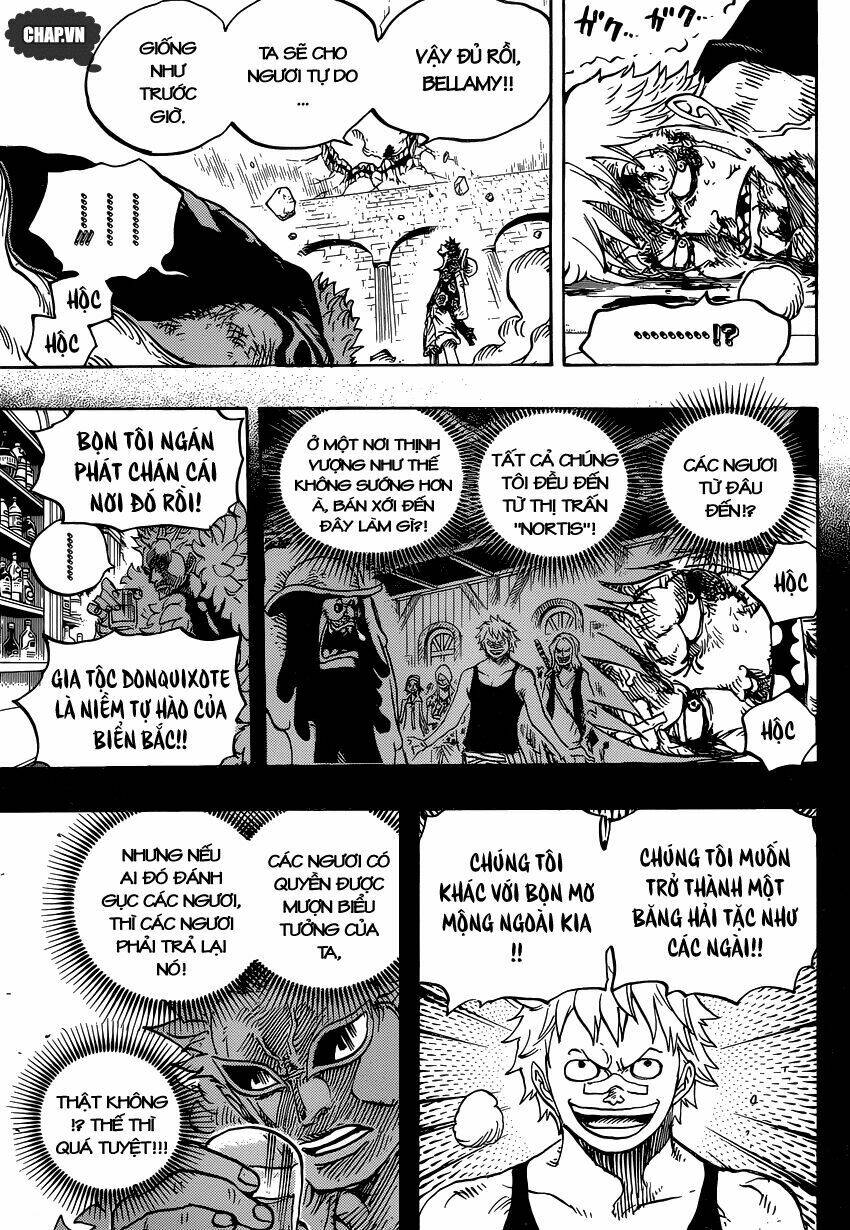 CHAP.VN
VẬY ĐỦ RỒI,
BELLAMY!!
TA SẼ CHO
NGƯƠI TỰ DO
...
GIỐNG
NHƯ
TRƯỚC
GIỜ.
..........!?
HỘC
HỘC
CÁC NGƯƠI
TỪ ĐÂU
ĐẾN!?
TẤT CẢ CHÚNG
TÔI ĐỀU ĐẾN
TỪ THỊ TRẤN
"NORTIS"!
Ở MỘT NƠI THỊNH
VƯỢNG NHƯ THẾ
KHÔNG SƯỚNG HƠN
À, BÁN XỚI ĐẾN
ĐÂY LÀM GÌ?!
HỘC
HỘC
BỌN TÔI NGÁN
PHÁT CHÁN CÁI
NƠI ĐÓ RỒI!
GIA TỘC DONQUIXOTE
LÀ NIỀM TỰ HÀO CỦA
BIỂN BẮC!!
CHÚNG TÔI MUỐN
TRỞ THÀNH MỘT
BĂNG HẢI TẶC NHƯ
CÁC NGÀI!!
CHÚNG TÔI
KHÁC VỚI BỌN MƠ
MỘNG NGOÀI KIA
!!
CÁC NGƯƠI CÓ
QUYỀN ĐƯỢC
MƯỢN BIỂU
TƯỞNG CỦA
TA,
NHƯNG NẾU
AI ĐÓ ĐÁNH
GỤC CÁC NGƯƠI,
THÌ CÁC NGƯƠI
PHẢI TRẢ LẠI
NÓ!
THẬT KHÔNG
!? THẾ THÌ
QUÁ TUYỆT!!!